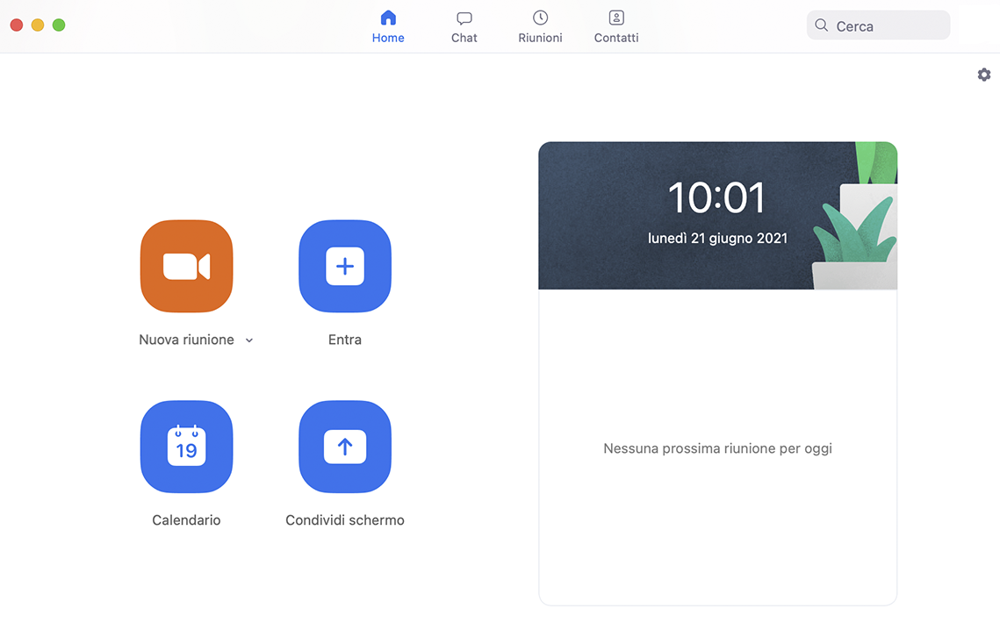 Home
Chat
Riunioni
Contatti
Cerca
10:01
lunedì 21 giugno 2021
Nuova riunione
Entra
19
Calendario
Condividi schermo
Nessuna prossima riunione per oggi